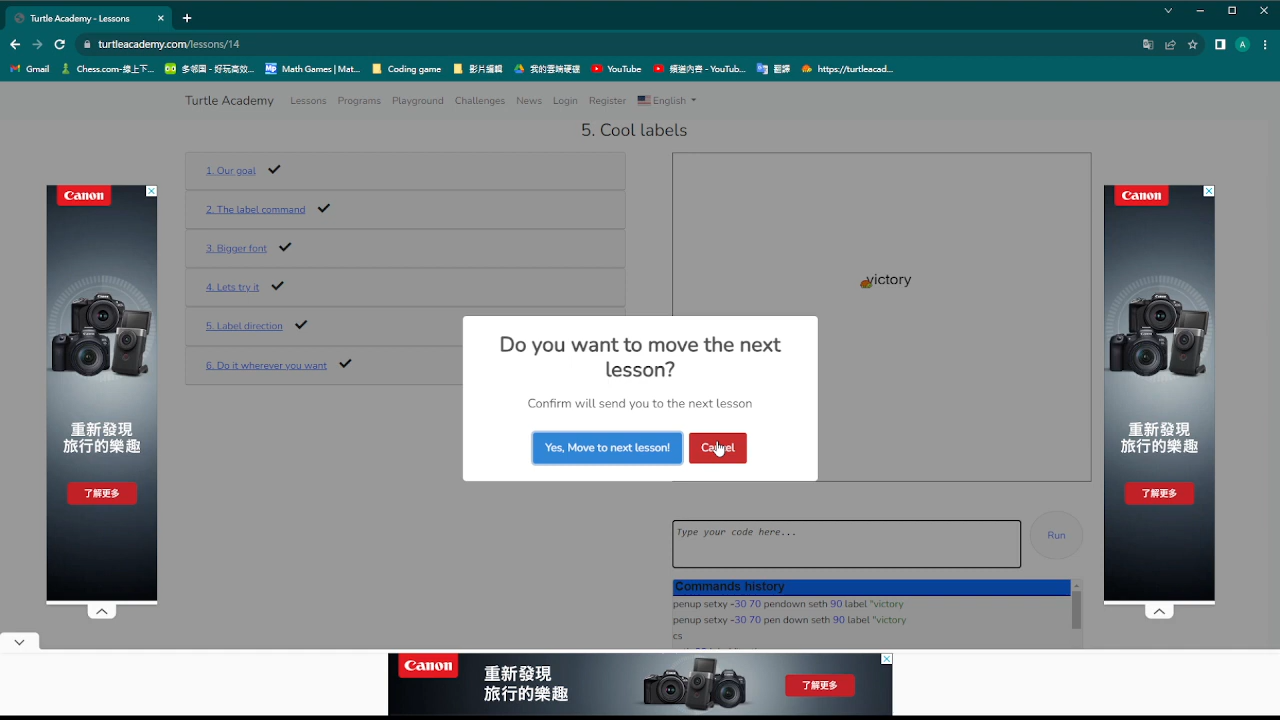 Turtle Academy - Lessons
turtleacademy.com/lessons/14
A
Gmail
Chess.com-線上下...
多邻国 - 好玩高效...
Math Games | Mat...
Coding game
影片編輯
我的雲端硬碟
YouTube
頻道內容 - YouTub...
翻譯
https://turtleacad...
Turtle Academy
Lessons
Programs
Playground
Challenges
News
Login
Register
English
5. Cool labels
1. Our goal
2. The label command
3. Bigger font
4. Lets try it
5. Label direction
6. Do it wherever you want
victory
Do you want to move the next
lesson?
Confirm will send you to the next lesson
Yes, Move to next lesson!
Type your code here...
Run
Commands history
penup setxy -30 70 pendown seth 90 label "victory
penup setxy -30 70 pen down seth 90 label "victory
cs
Canon
重新發現
旅行的樂趣
了解更多
Canon
重新發現
旅行的樂趣
了解更多
Canon
重新發現
旅行的樂趣
了解更多